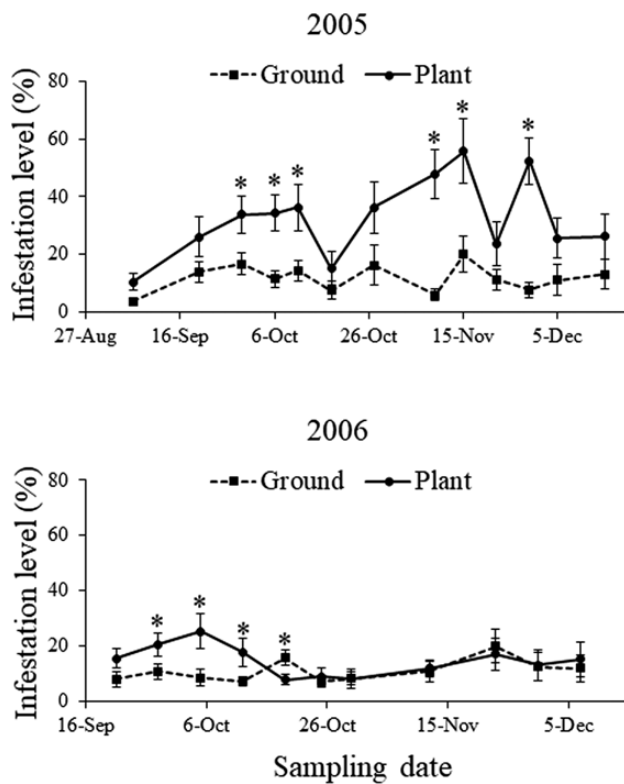 2005
Infestation level (%)
80
60
40
20
0
Ground
Plant
*
*
*
*
*
*
27-Aug
16-Sep
6-Oct
26-Oct
15-Nov
5-Dec
2006
Infestation level (%)
80
60
40
20
0
Ground
Plant
*
*
*
*
16-Sep
6-Oct
26-Oct
15-Nov
5-Dec
Sampling date